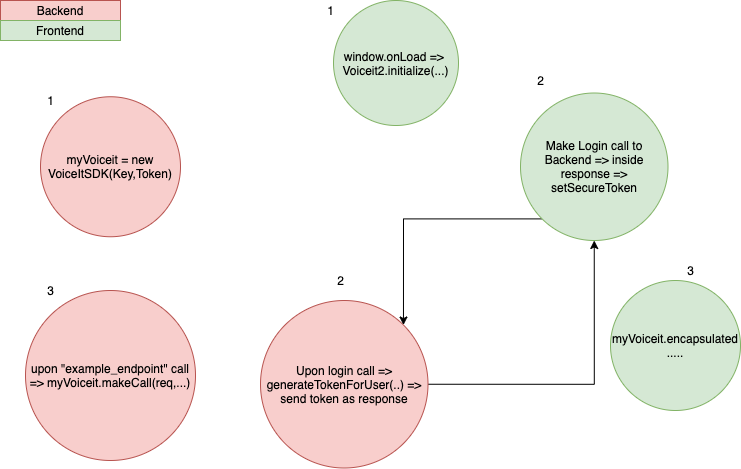 Backend
Frontend
1
window.onLoad =>
Voiceit2.initialize(...)
2
Make Login call to
Backend => inside
response =>
setSecureToken
1
myVoiceit = new
VoiceItSDK(Key,Token)
3
upon "example_endpoint" call
=> myVoiceit.makeCall(req,...)
2
Upon login call =>
generateTokenForUser(..) =>
send token as response
3
myVoiceit.encapsulated
.....